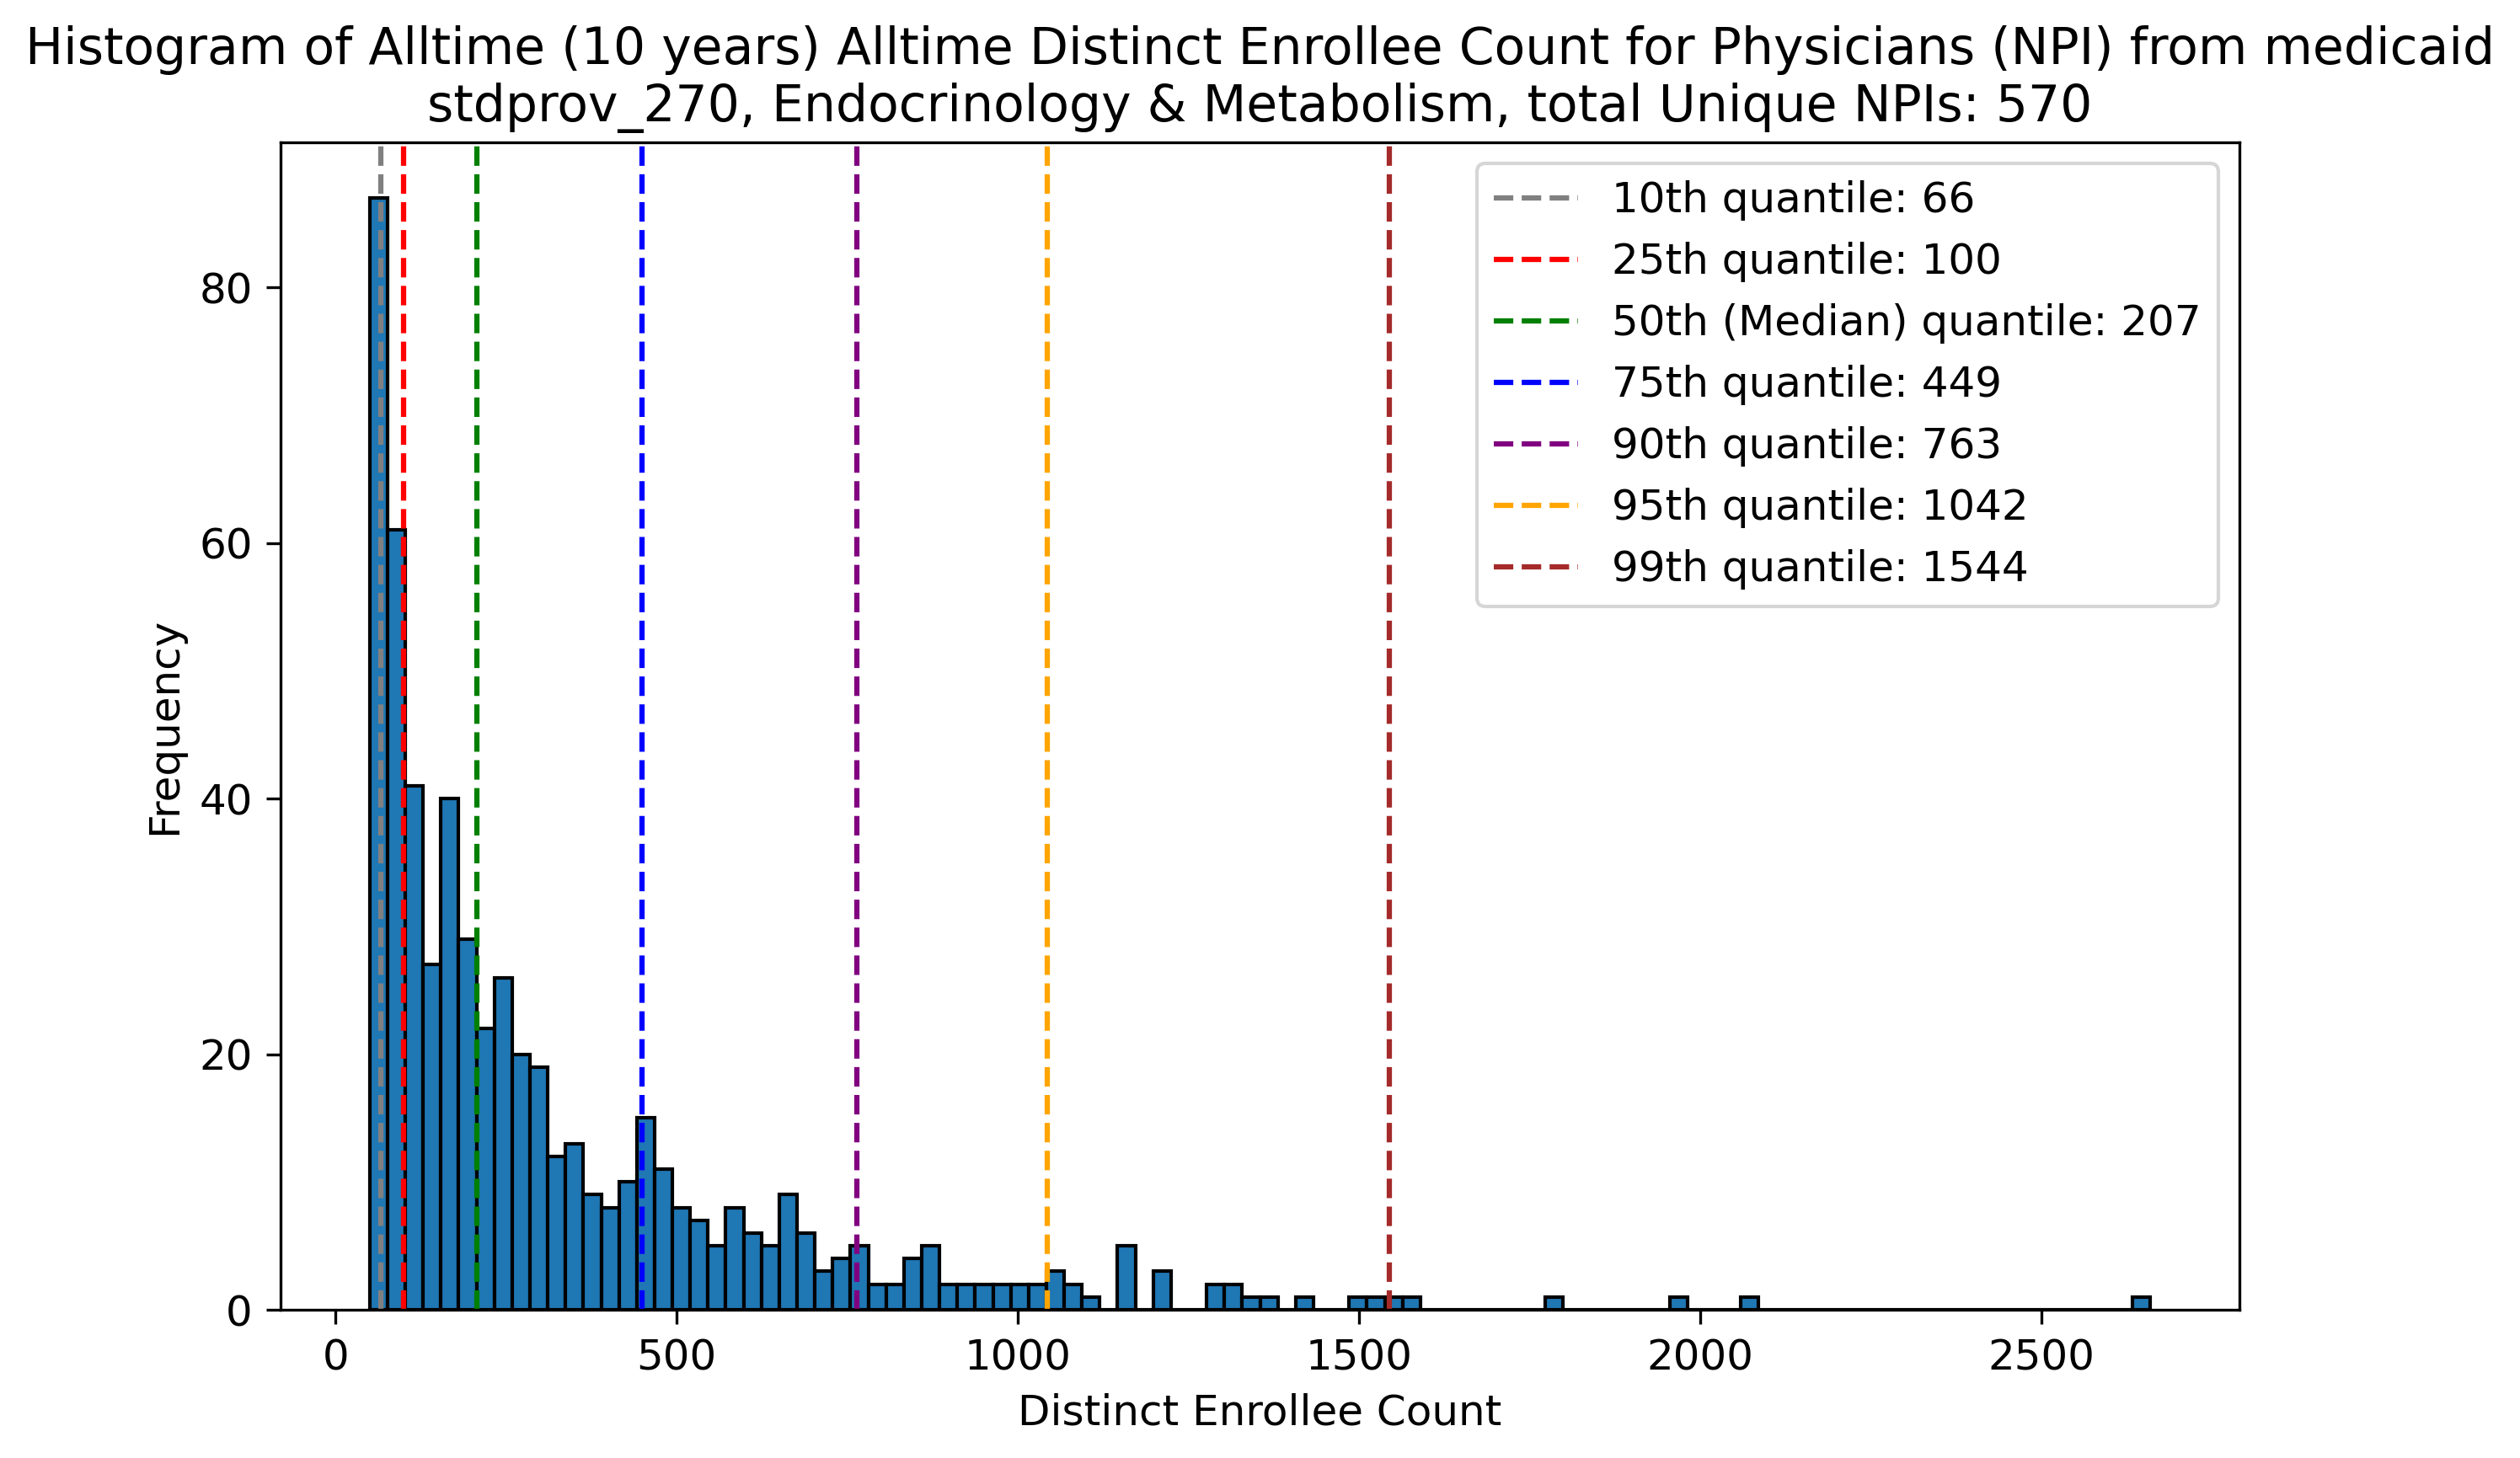 Histogram of Alltime (10 years) Alltime Distinct Enrollee Count for Physicians (NPI) from medicaid
stdprov_270, Endocrinology & Metabolism, total Unique NPIs: 570
10th quantile: 66
25th quantile: 100
50th (Median) quantile: 207
75th quantile: 449
90th quantile: 763
95th quantile: 1042
99th quantile: 1544
Frequency
80
60
40
20
0
0 500 1000 1500 2000 2500
Distinct Enrollee Count